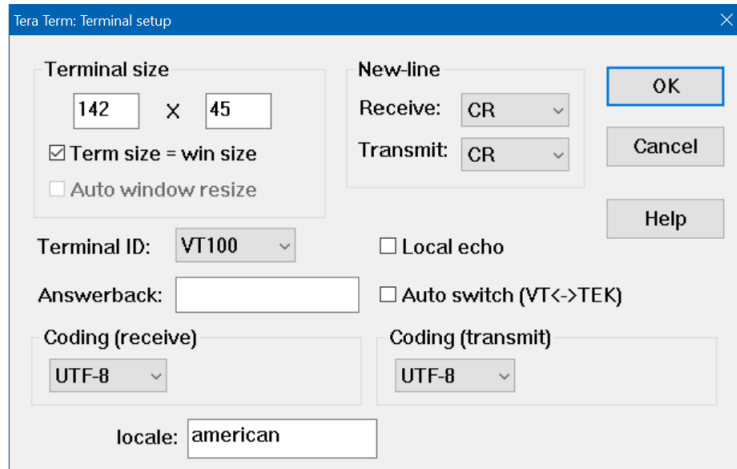 Tera Term: Terminal setup
Terminal size
142 X 45
Term size = win size
Auto window resize
New-line
Receive: CR
Transmit: CR
OK
Cancel
Help
Terminal ID: VT100
Local echo
Answerback:
Auto switch (VT<->TEK)
Coding (receive)
UTF-8
Coding (transmit)
UTF-8
locale: american